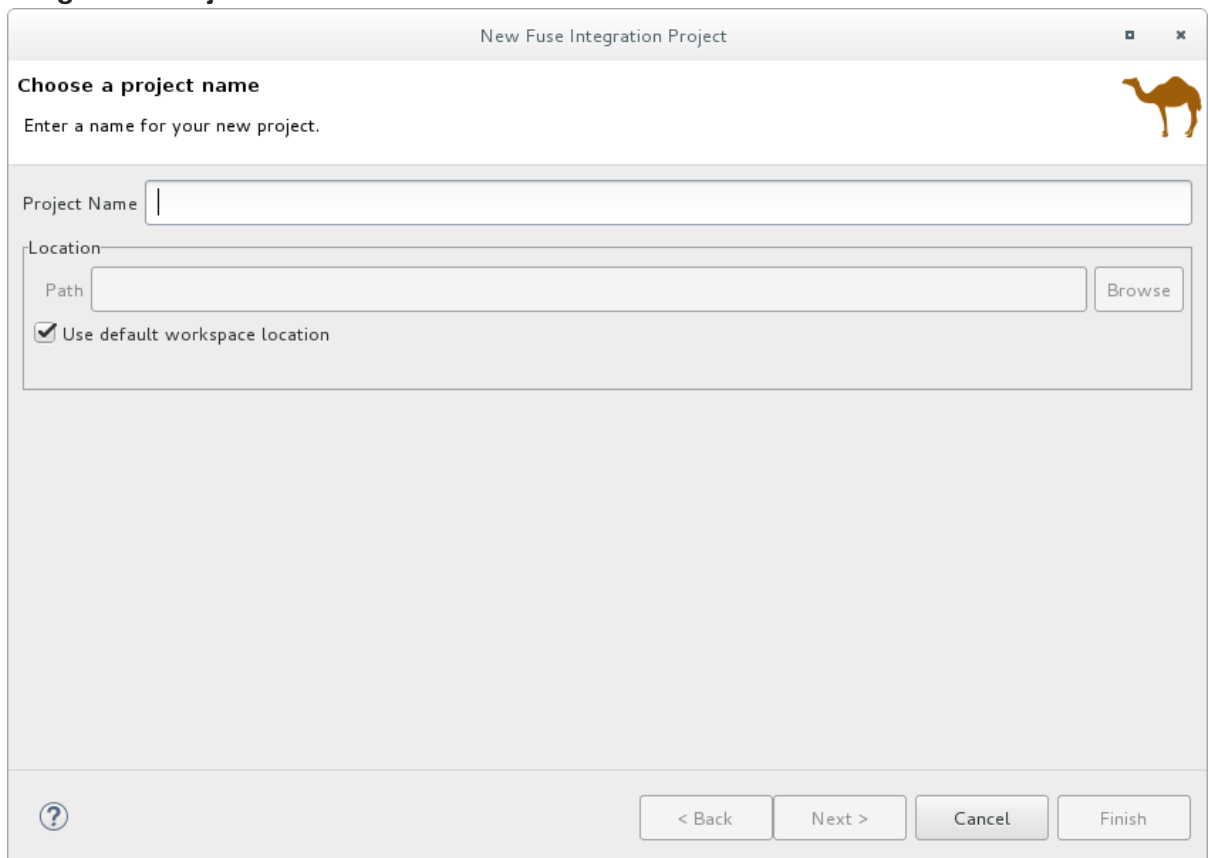 New Fuse Integration Project
Choose a project name
Enter a name for your new project.
Project Name
Location
Path Browse
Use default workspace location
? < Back Next > Cancel Finish